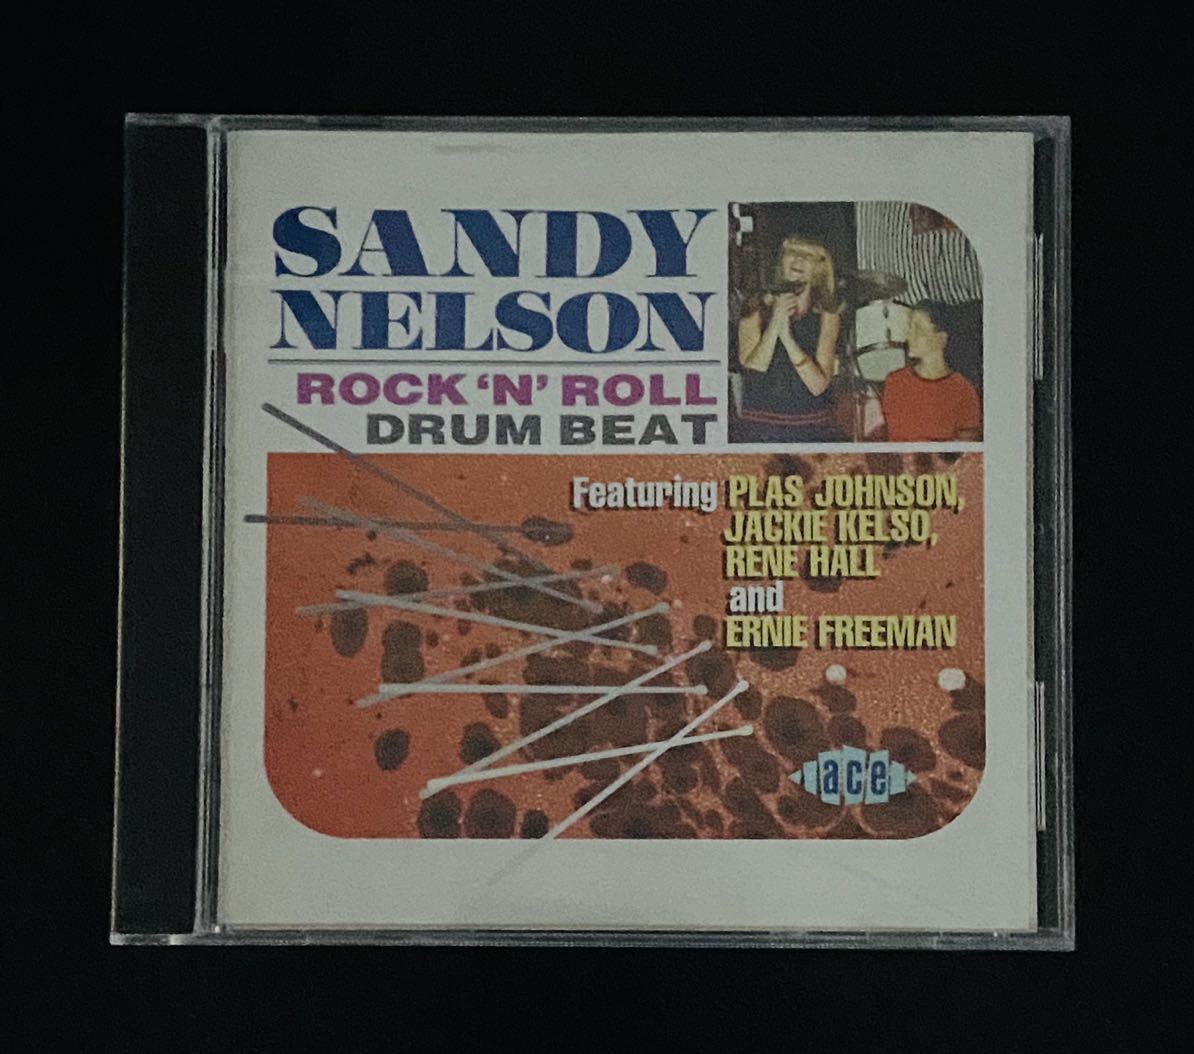 SANDY
NELSON
ROCK 'N' ROLL
DRUM BEAT
Featuring PLAS JOHNSON,
JACKIE KELSO,
RENE HALL
and
ERNIE FREEMAN
ace